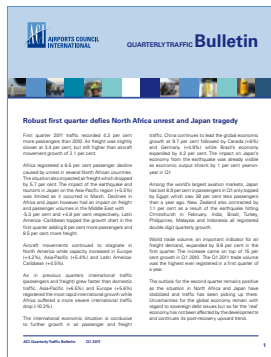 ACI
AIRPORTS COUNCIL
INTERNATIONAL
QUARTERLY TRAFFIC Bulletin
Robust first quarter defies North Africa unrest and Japan tragedy
First quarter 2011 traffic recorded 4.3 per cent
more passengers than 2010. Air freight was slightly
slower at 3.4 per cent, but still higher than aircraft
movement growth of 2.1 per cent.
Africa registered a 6.5 per cent passenger decline
caused by unrest in several North African countries.
The situation also impacted air freight which dropped
by 5.7 per cent. The impact of the earthquake and
tsunami in Japan on the Asia-Pacific region (+5.5%)
was limited as it occurred in March. Declines in
Africa and Japan however had an impact on freight
and passenger volumes in the Middle East with
-5.3 per cent and +4.8 per cent respectively. Latin
America-Caribbean topped the growth chart in the
first quarter adding 8 per cent more passengers and
6.5 per cent more freight.
Aircraft movements continued to stagnate in
North America while capacity increased in Europe
(+4.2%), Asia-Pacific (+5.4%) and Latin America-
Caribbean (+4.5%).
As in previous quarters international traffic
(passengers and freight) grew faster than domestic
traffic. Asia-Pacific (+6.5%) and Europe (+5.6%)
registered the most rapid international growth while
Africa suffered a more severe international traffic
drop (-10.3%).
The international economic situation is conducive
to further growth in air passenger and freight
traffic. China continues to lead the global economic
growth at 9.7 per cent followed by Canada (+6%)
and Germany (+4.9%), while Brazil's economy
expanded by 4.2 per cent. The impact on Japan's
economy from the earthquake was already visible
as economic output shrank by 1 per cent year-on-
year in Q1.
Among the world's largest aviation markets, Japan
has lost 8.9 per cent in passengers in Q1 only topped
by Egypt which saw 38 per cent less passengers
than a year ago. New Zealand also contracted by
1.1 per cent as a result of the earthquake hitting
Christchurch in February. India, Brazil, Turkey,
Philippines, Malaysia and Indonesia all registered
double digit quarterly growth.
World trade volume, an important indicator for air
freight demand, expanded by 3.9 per cent in the
first quarter. The increase came on top of 15 per
cent growth in Q1 2010. The Q1 2011 trade volume
was the highest ever registered in a first quarter of
a year.
The outlook for the second quarter remains positive
as the situation in North Africa and Japan have
stabilized and traffic has been picking up there.
Uncertainties for the global economy remain with
regard to sovereign debt issues but so far the 'real'
economy has not been affected by the developments
and continues its post-recovery upward trend.
ACI Quarterly Traffic Bulletin Q1 2011
1